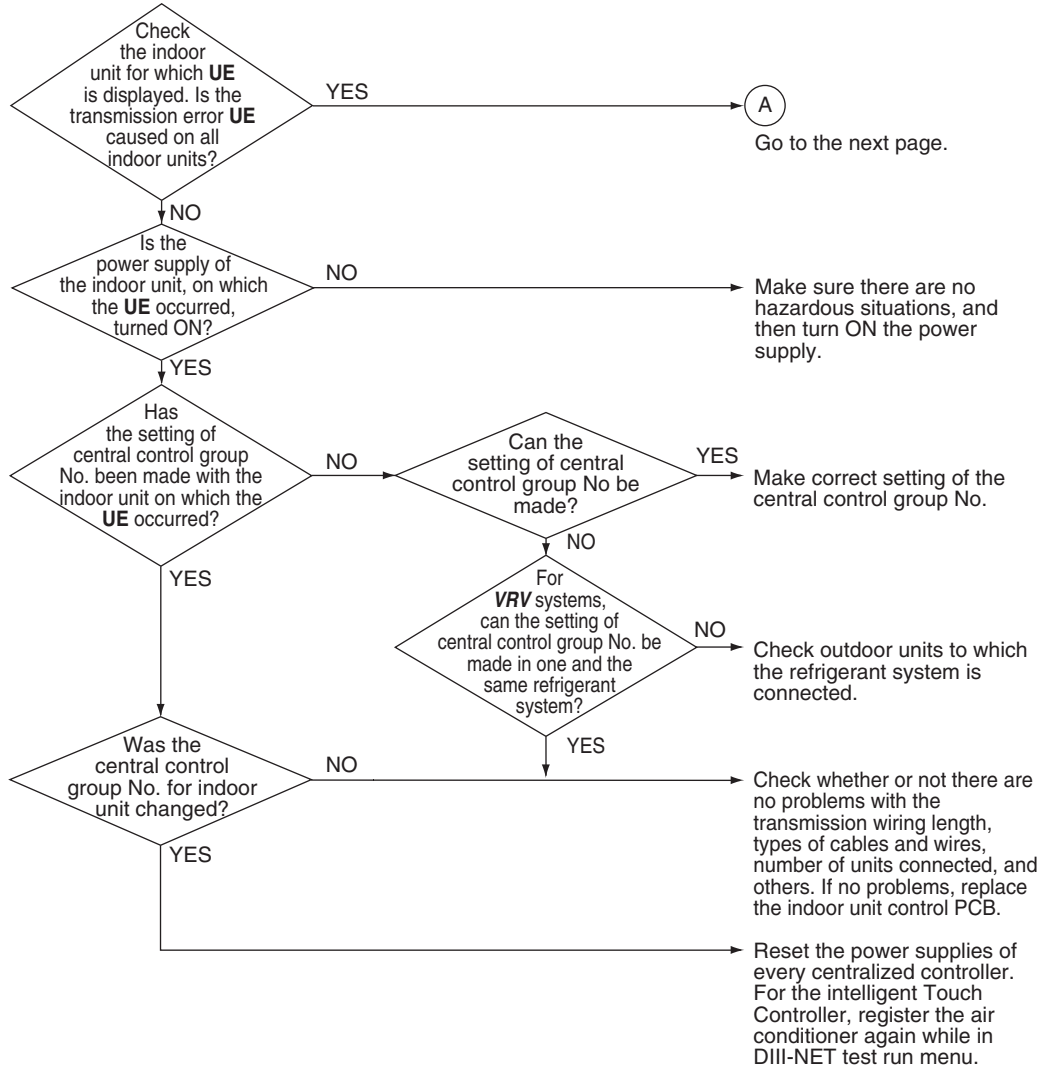 Check
the indoor
unit for which UE
is displayed. Is the
transmission error UE
caused on all
indoor units?
YES
A
Go to the next page.
NO
Is the
power supply of
the indoor unit, on which
the UE occurred,
turned ON?
NO
Make sure there are no
hazardous situations, and
then turn ON the power
supply.
YES
Has
the setting of
central control group
No. been made with the
indoor unit on which the
UE occurred?
NO
Can the
setting of central
control group No be
made?
YES
Make correct setting of the
central control group No.
NO
For
VRV systems,
can the setting of
central control group No. be
made in one and the
same refrigerant
system?
NO
Check outdoor units to which
the refrigerant system is
connected.
YES
YES
Was the
central control
group No. for indoor
unit changed?
NO
Check whether or not there are
no problems with the
transmission wiring length,
types of cables and wires,
number of units connected, and
others. If no problems, replace
the indoor unit control PCB.
YES
Reset the power supplies of
every centralized controller.
For the intelligent Touch
Controller, register the air
conditioner again while in
DIII-NET test run menu.